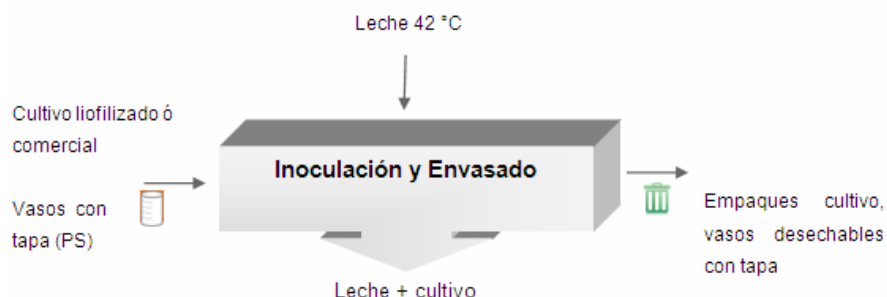 Leche 42 °C
Cultivo liofilizado ó
comercial
Inoculación y Envasado
Vasos con
tapa (PS)
Empaques cultivo,
vasos desechables
con tapa
Leche + cultivo